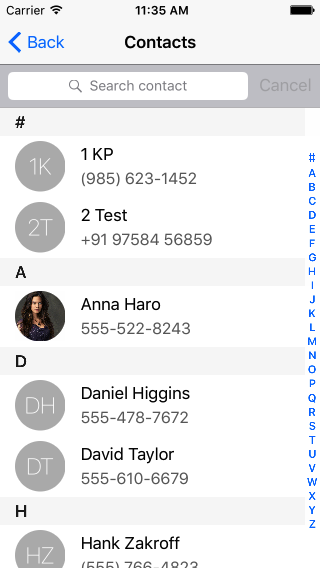 Carrier 11:35 AM
Back Contacts
Search contact Cancel
#
1K 1 KP
(985) 623-1452
2T 2 Test
+91 97584 56859
A
Anna Haro
555-522-8243
D
DH Daniel Higgins
555-478-7672
DT David Taylor
555-610-6679
H
HZ Hank Zakroff
(555) 766-4823
#
A
B
C
D
E
F
G
H
I
J
K
L
M
N
O
P
Q
R
S
T
U
V
W
X
Y
Z